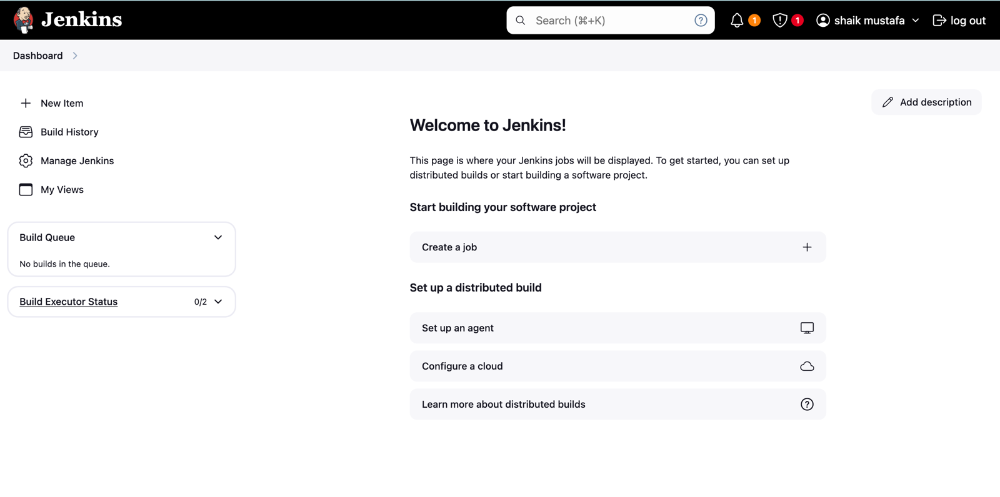 Jenkins
Search (⌘+K)
1
1
shaik mustafa
log out
Dashboard
New Item
Build History
Manage Jenkins
My Views
Build Queue
No builds in the queue.
Build Executor Status
0/2
Add description
Welcome to Jenkins!
This page is where your Jenkins jobs will be displayed. To get started, you can set up
distributed builds or start building a software project.
Start building your software project
Create a job
Set up a distributed build
Set up an agent
Configure a cloud
Learn more about distributed builds